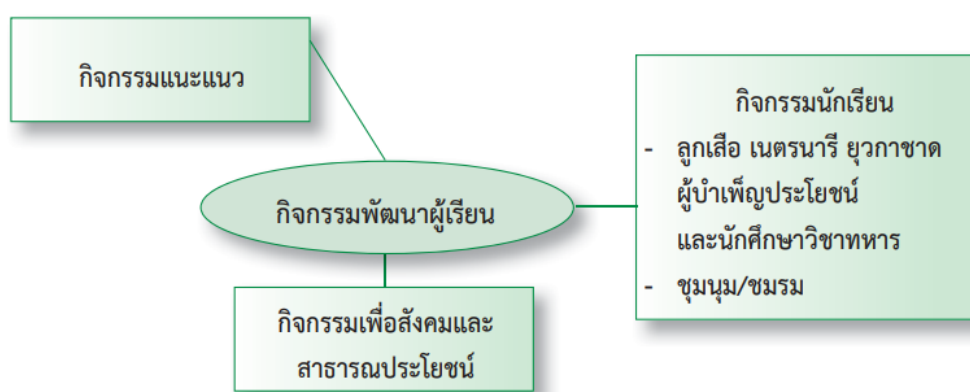 กิจกรรมแนะแนว
กิจกรรมนักเรียน
- ลูกเสือ เนตรนารี ยุวกาชาด
ผู้บำเพ็ญประโยชน์
และนักศึกษาวิชาทหาร
- ชุมนุม/ชมรม
กิจกรรมพัฒนาผู้เรียน
กิจกรรมเพื่อสังคมและ
สาธารณประโยชน์